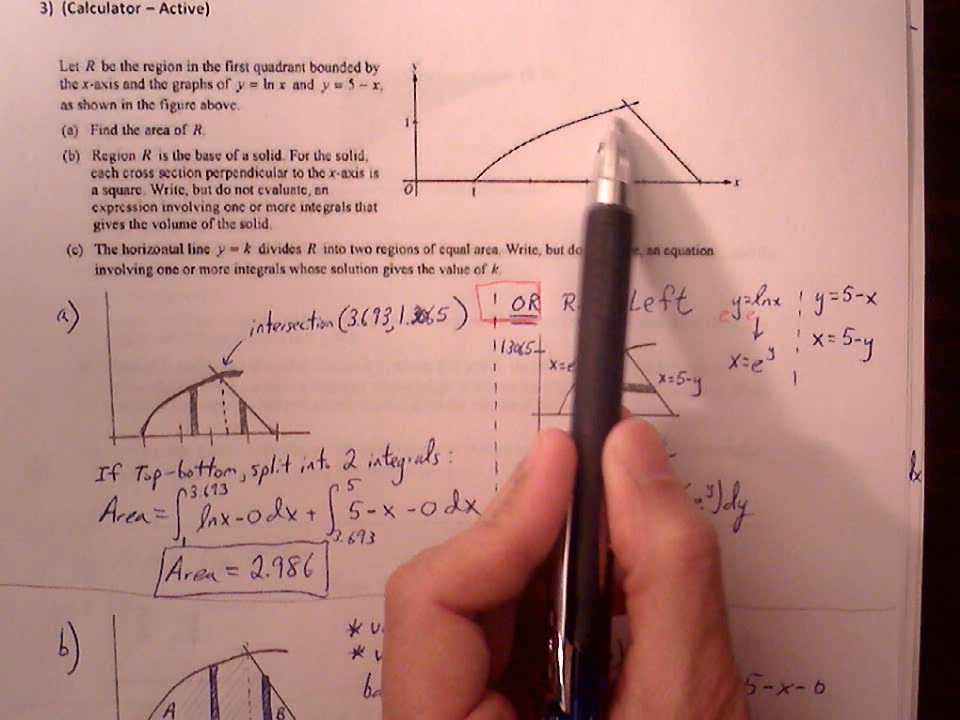 3) (Calculator – Active)
Let R be the region in the first quadrant bounded by
the x-axis and the graphs of y = ln x and y = 5 – x,
as shown in the figure above.
(a) Find the area of R.
(b) Region R is the base of a solid. For the solid,
each cross section perpendicular to the x-axis is
a square. Write, but do not evaluate, an
expression involving one or more integrals that
gives the volume of the solid.
y
1
O
1
x
(c) The horizontal line y = k divides R into two regions of equal area. Write, but do an equation
involving one or more integrals whose solution gives the value of k.
a)
intersection (3.693, 1.3065)
OR R Left
y=lnx
e e
x=e^y
y=5-x
x=5-y
1.3065
x=e
x=5-y
If Top-bottom, split into 2 integrals:
Area = ∫_1^3.693 lnx-0 dx + ∫_3.693^5 5-x-0 dx
e^y) dy
dx
Area = 2.986
b)
A
B
5-x-0